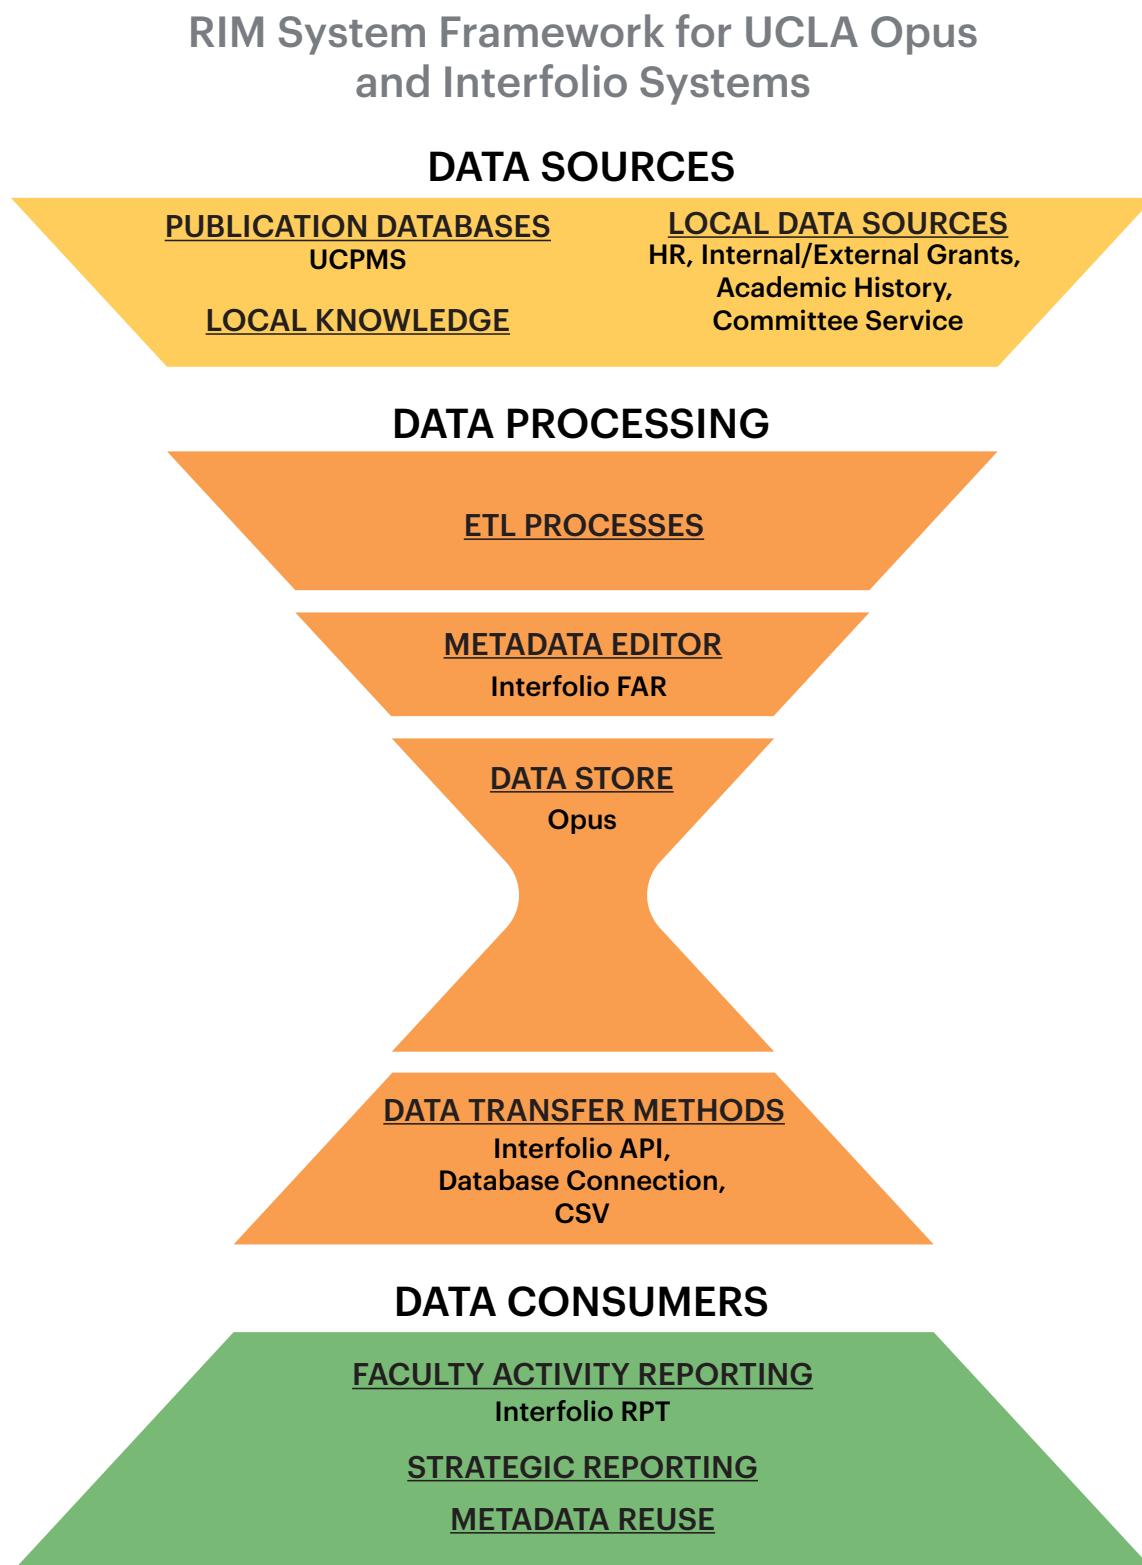 RIM System Framework for UCLA Opus
and Interfolio Systems
DATA SOURCES
PUBLICATION DATABASES
UCPMS
LOCAL KNOWLEDGE
LOCAL DATA SOURCES
HR, Internal/External Grants,
Academic History,
Committee Service
DATA PROCESSING
ETL PROCESSES
METADATA EDITOR
Interfolio FAR
DATA STORE
Opus
DATA TRANSFER METHODS
Interfolio API,
Database Connection,
CSV
DATA CONSUMERS
FACULTY ACTIVITY REPORTING
Interfolio RPT
STRATEGIC REPORTING
METADATA REUSE